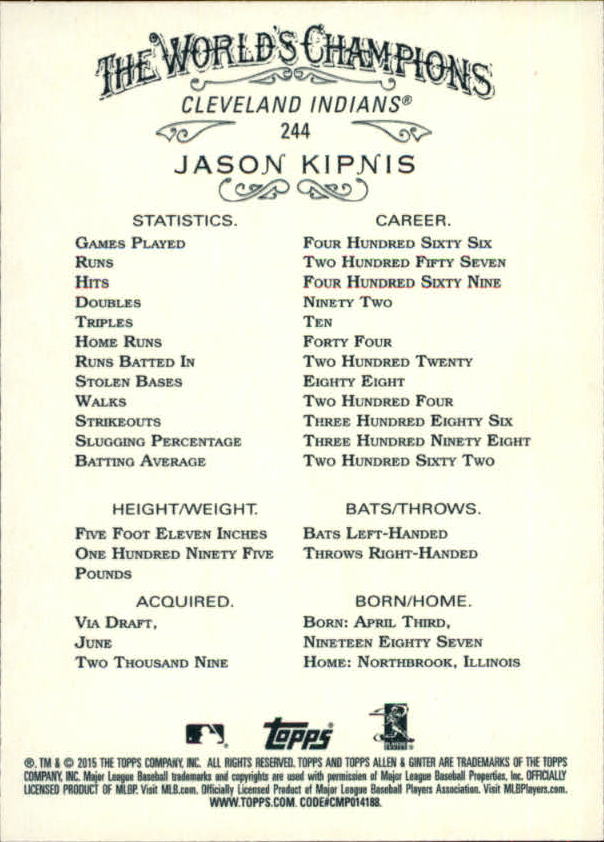 THE WORLD'S CHAMPIONS
CLEVELAND INDIANS®
244
JASON KIPNIS
STATISTICS. CAREER.
GAMES PLAYED FOUR HUNDRED SIXTY SIX
RUNS TWO HUNDRED FIFTY SEVEN
HITS FOUR HUNDRED SIXTY NINE
DOUBLES NINETY TWO
TRIPLES TEN
HOME RUNS FORTY FOUR
RUNS BATTED IN TWO HUNDRED TWENTY
STOLEN BASES EIGHTY EIGHT
WALKS TWO HUNDRED FOUR
STRIKEOUTS THREE HUNDRED EIGHTY SIX
SLUGGING PERCENTAGE THREE HUNDRED NINETY EIGHT
BATTING AVERAGE TWO HUNDRED SIXTY TWO
HEIGHT/WEIGHT. BATS/THROWS.
FIVE FOOT ELEVEN INCHES BATS LEFT-HANDED
ONE HUNDRED NINETY FIVE THROWS RIGHT-HANDED
POUNDS
ACQUIRED. BORN/HOME.
VIA DRAFT, BORN: APRIL THIRD,
JUNE NINETEEN EIGHTY SEVEN
TWO THOUSAND NINE HOME: NORTHBROOK, ILLINOIS
Topps
®, TM & © 2015 THE TOPPS COMPANY, INC. ALL RIGHTS RESERVED. TOPPS AND TOPPS ALLEN & GINTER ARE TRADEMARKS OF THE TOPPS
COMPANY, INC. Major League Baseball trademarks and copyrights are used with permission of Major League Baseball Properties, Inc. OFFICIALLY
LICENSED PRODUCT OF MLBP. Visit MLB.com. Officially Licensed Product of Major League Baseball Players Association. Visit MLBPlayers.com.
WWW.TOPPS.COM. CODE#CMP014188.